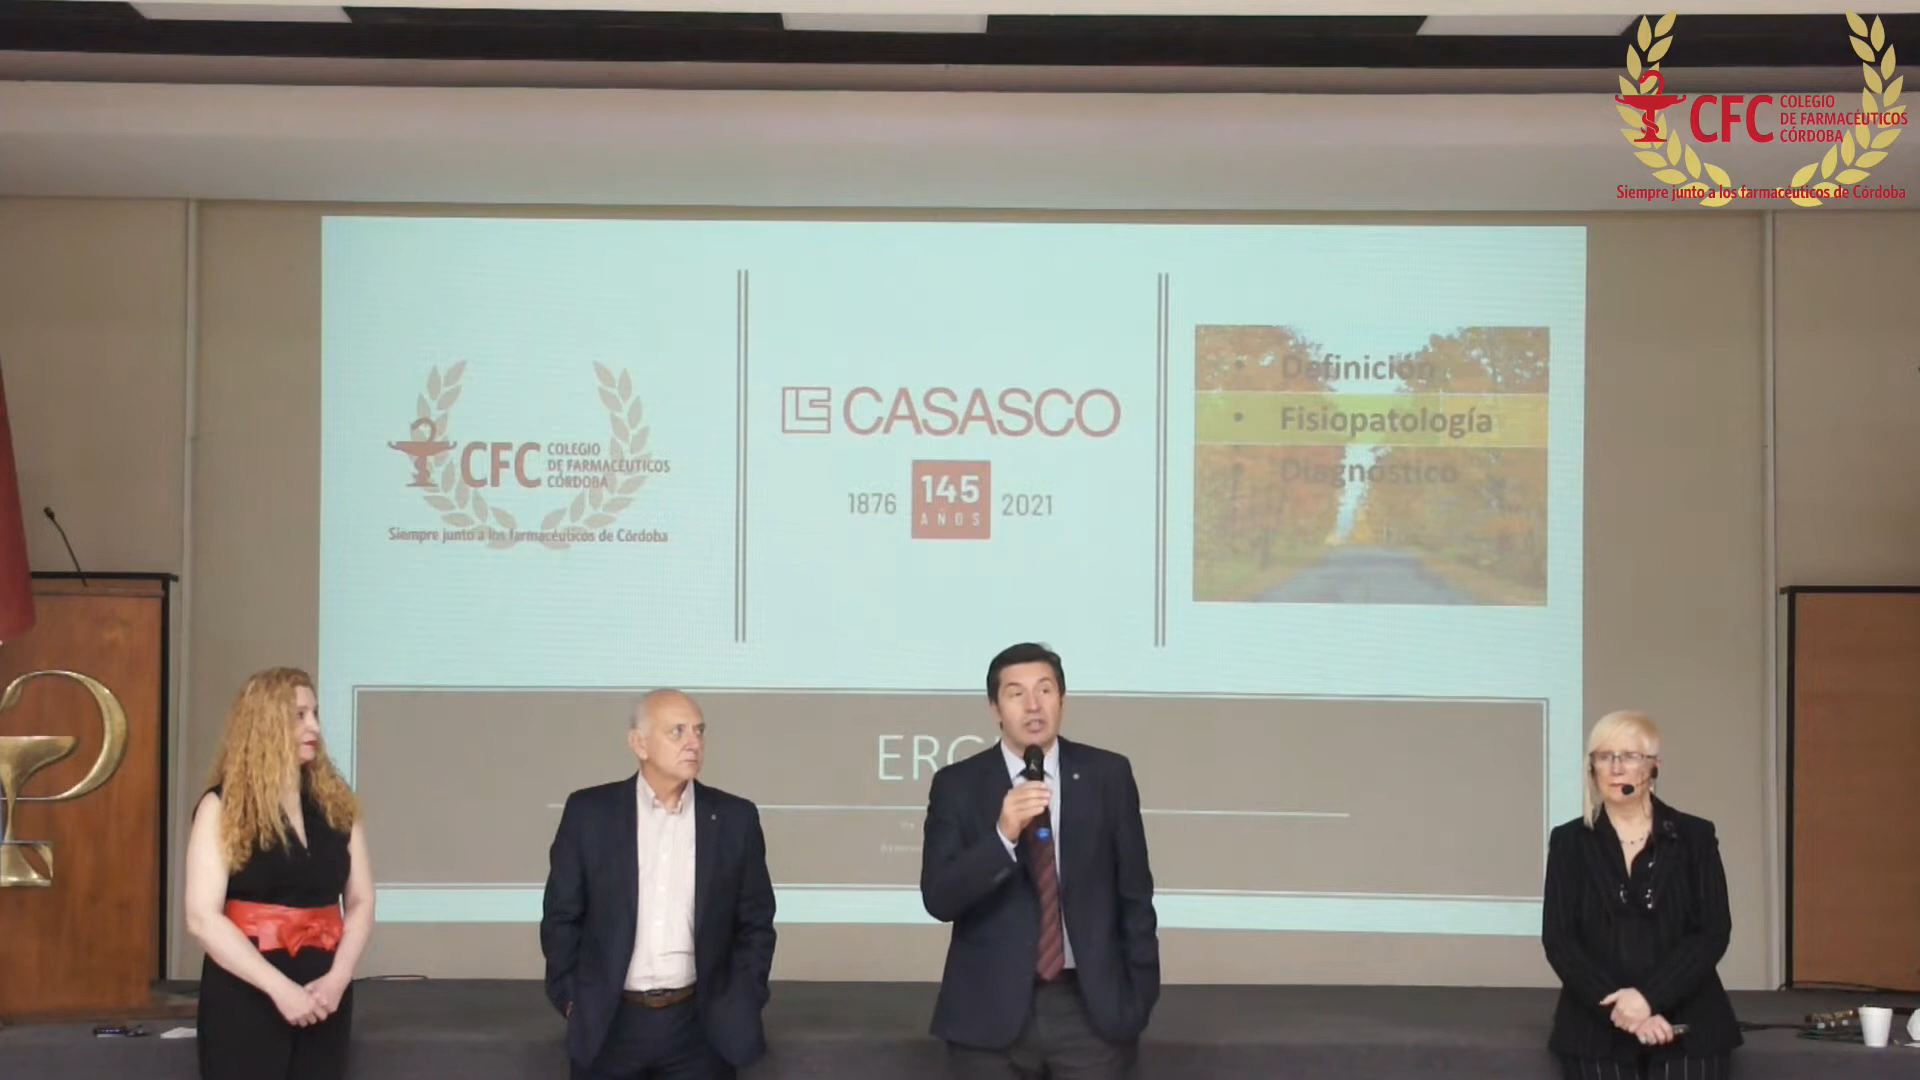 CFC COLEGIO
DE FARMACÉUTICOS
CÓRDOBA
Siempre junto a los farmacéuticos de Córdoba
CFC COLEGIO
DE FARMACÉUTICOS
CÓRDOBA
Siempre junto a los farmacéuticos de Córdoba
CASASCO
1876 145 AÑOS 2021
• Definición
• Fisiopatología
• Diagnóstico